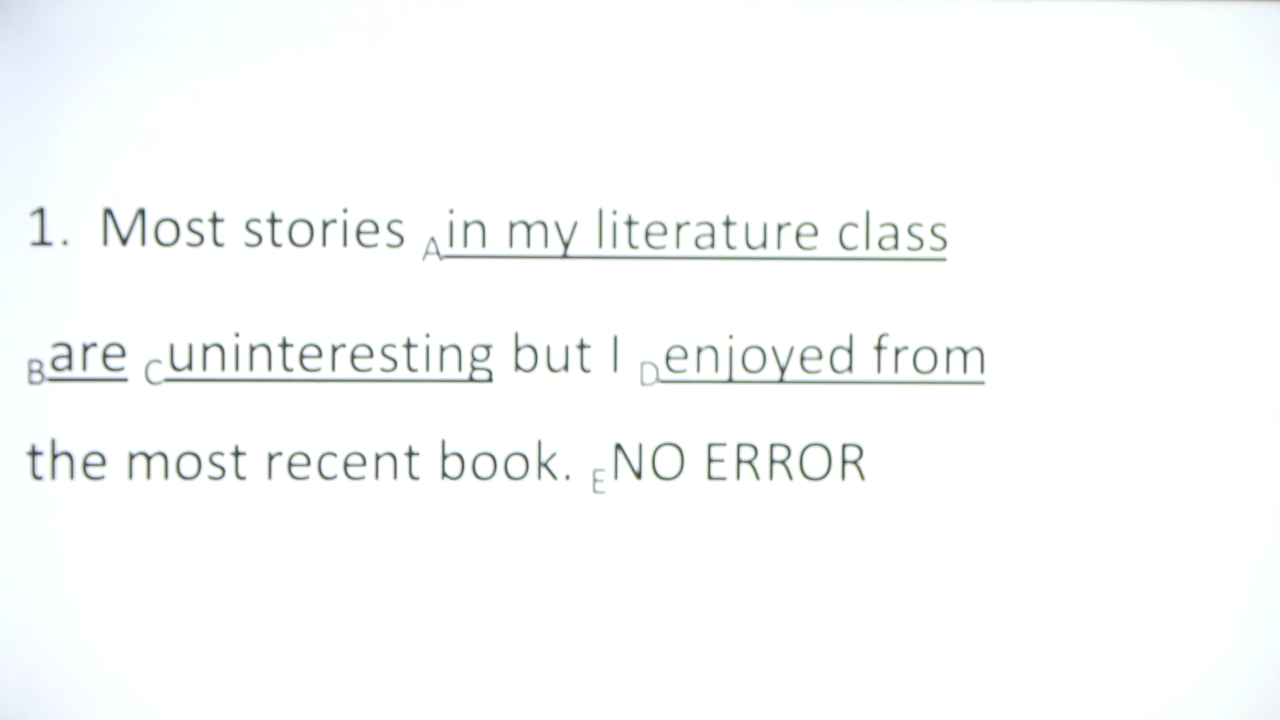 1. Most stories A in my literature class
B are C uninteresting but I D enjoyed from
the most recent book. E NO ERROR